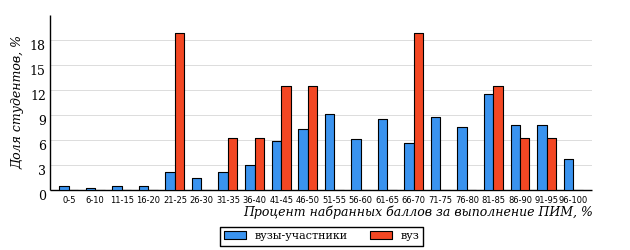 Доля студентов, %
18
15
12
9
6
3
0
0-5 6-10 11-15 16-20 21-25 26-30 31-35 36-40 41-45 46-50 51-55 56-60 61-65 66-70 71-75 76-80 81-85 86-90 91-95 96-100
Процент набранных баллов за выполнение ПИМ, %
вузы-участники вуз